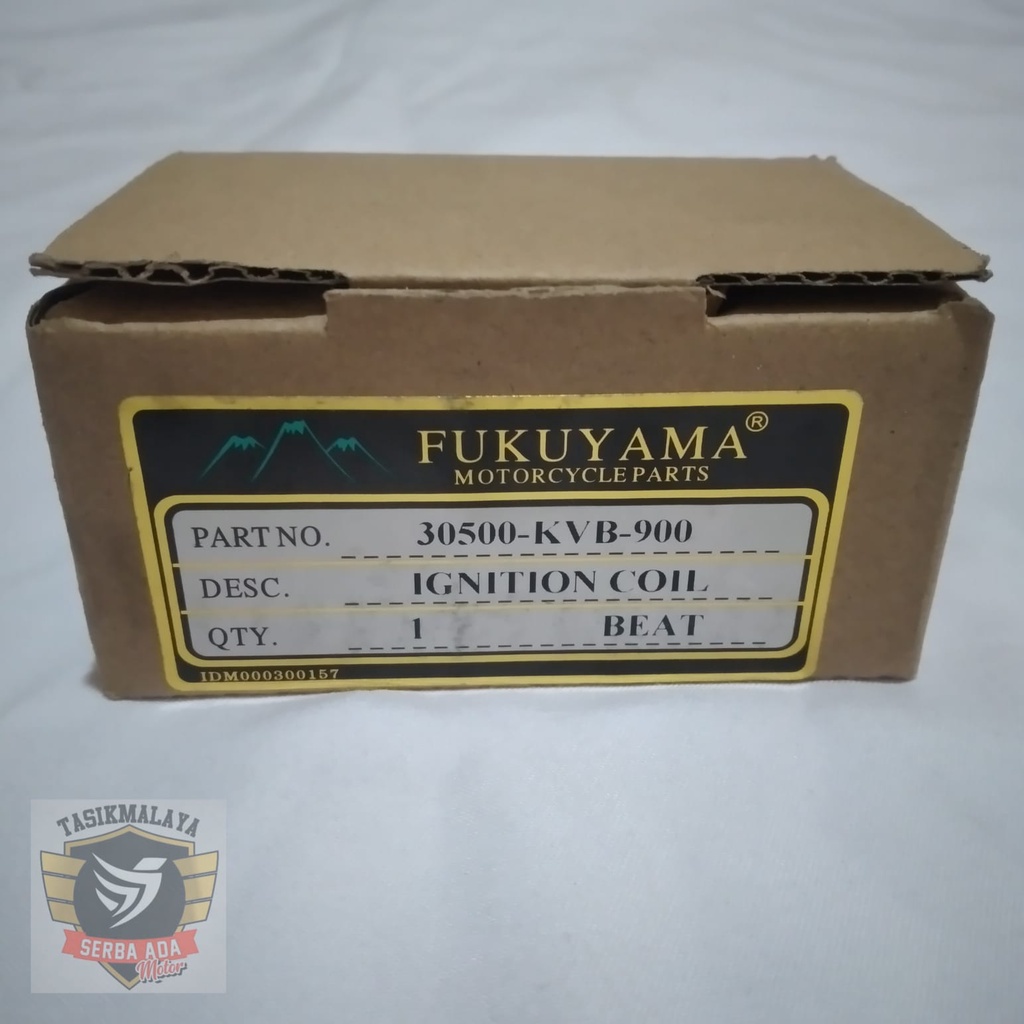 FUKUYAMA®
MOTORCYCLE PARTS
PART NO. 30500-KVB-900
DESC. IGNITION COIL
QTY. 1 BEAT
IDM000300157
TASIKMALAYA
SERBA ADA
Motor